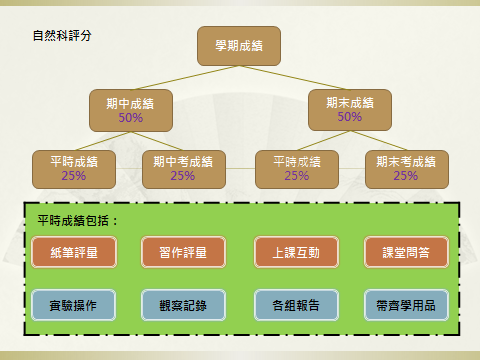 自然科評分
學期成績
期中成績
50%
期末成績
50%
平時成績
25%
期中考成績
25%
平時成績
25%
期末考成績
25%
平時成績包括：
紙筆評量
習作評量
上課互動
課堂問答
實驗操作
觀察記錄
各組報告
帶齊學用品